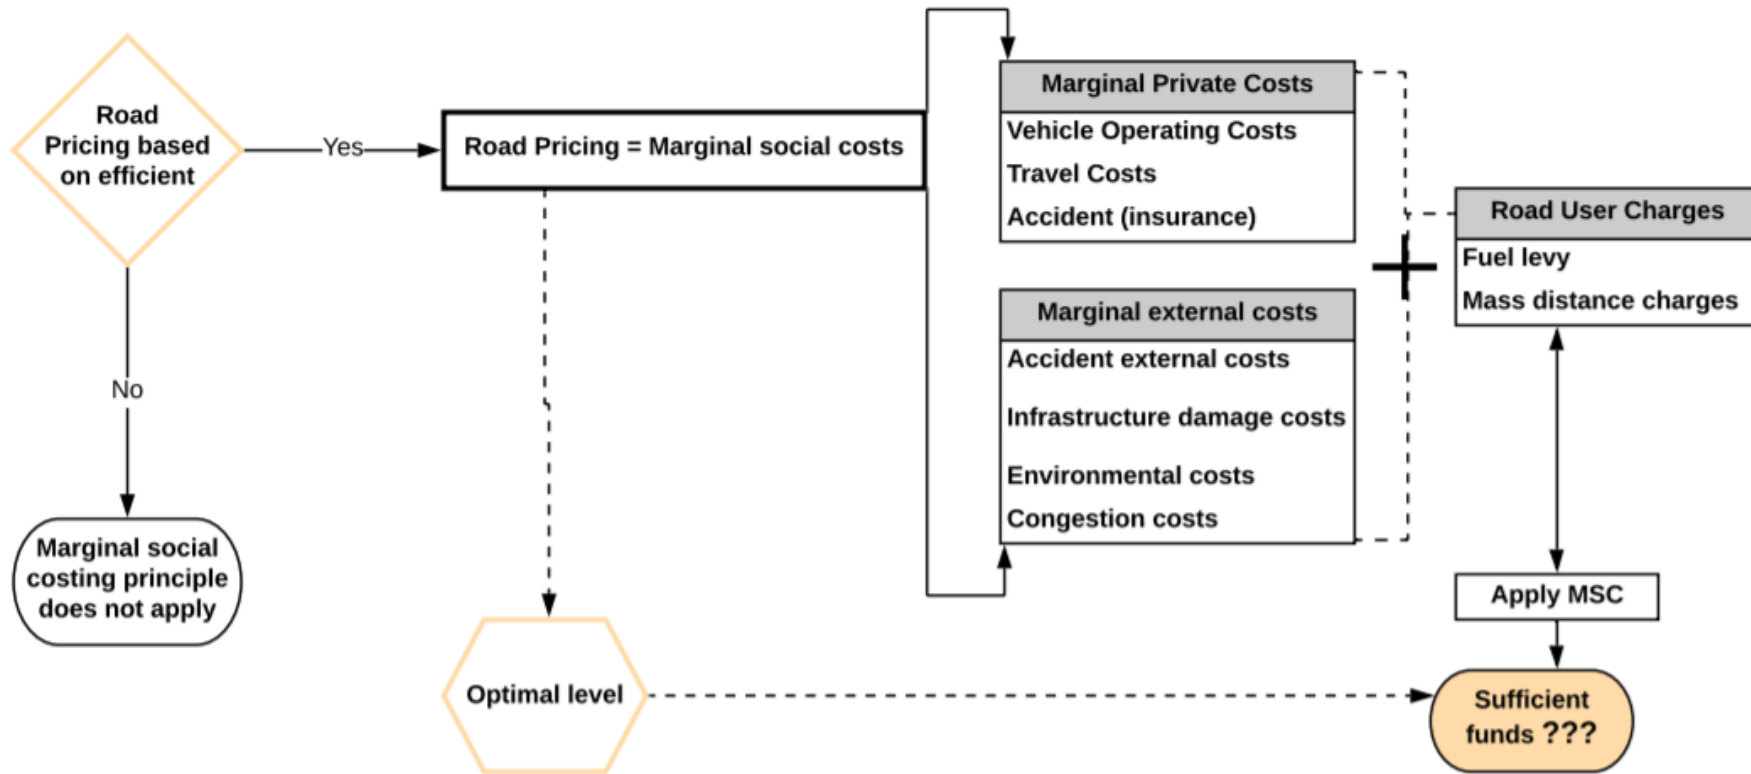 Road
Pricing based
on efficient
Yes
Road Pricing = Marginal social costs
Marginal Private Costs
Vehicle Operating Costs
Travel Costs
Accident (insurance)
Road User Charges
Fuel levy
Mass distance charges
Marginal external costs
Accident external costs
Infrastructure damage costs
Environmental costs
Congestion costs
No
Marginal social
costing principle
does not apply
Apply MSC
Optimal level
Sufficient
funds ???